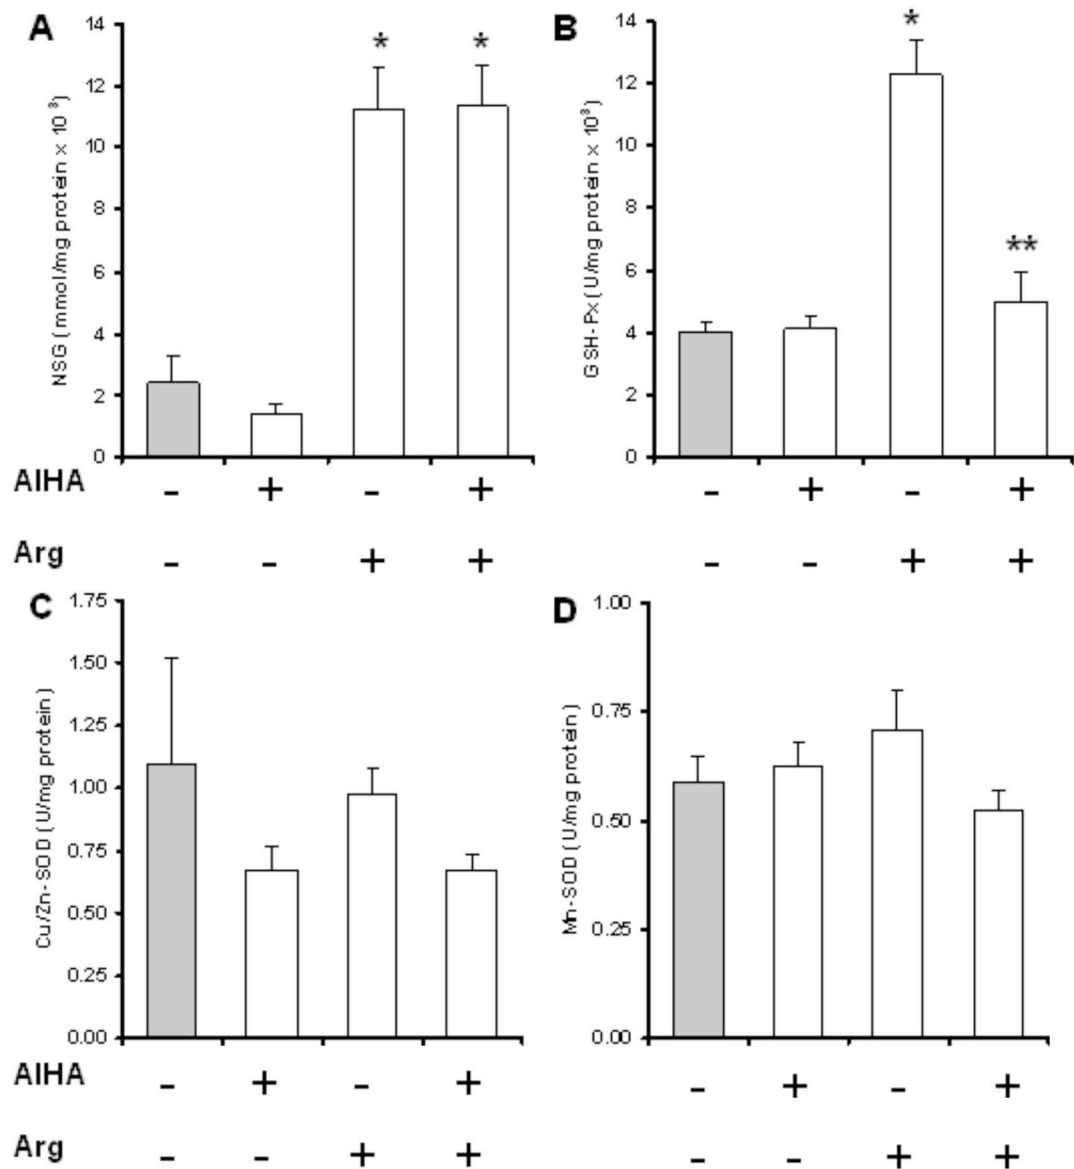 A
NSG (mmol/mg protein × 10³)
14
12
10
8
6
4
2
0
* *
AIHA - + - +
Arg - - + +
B
GSH-Px (U/mg protein × 10³)
14
12
10
8
6
4
2
0
*
**
- + - +
- - + +
C
Cu/Zn-SOD (U/mg protein)
1.75
1.50
1.25
1.00
0.75
0.50
0.25
0.00
AIHA - + - +
Arg - - + +
D
Mn-SOD (U/mg protein)
1.00
0.75
0.50
0.25
0.00
- + - +
- - + +